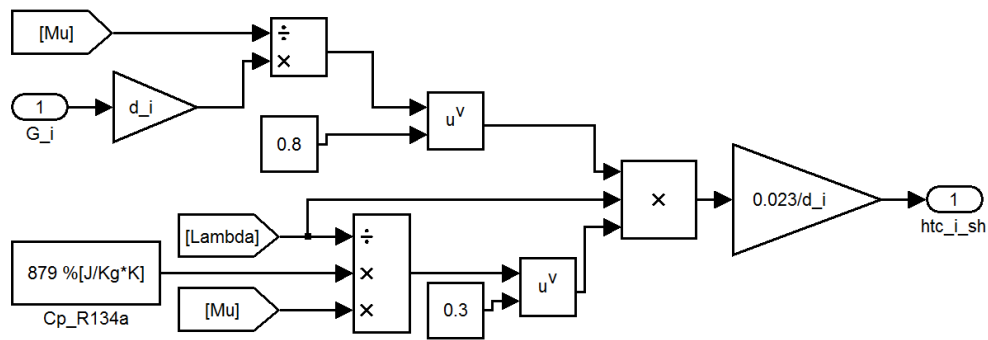 [Mu]
÷
×
1
G_i
d_i
0.8
u^v
[Lambda]
÷
×
×
879 %[J/Kg*K]
Cp_R134a
[Mu]
0.3
u^v
×
0.023/d_i
1
htc_i_sh